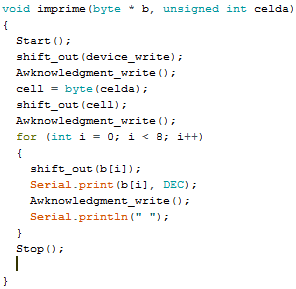 void imprime(byte * b, unsigned int celda)
{
  Start();
  shift_out(device_write);
  Awknowledgment_write();
  cell = byte(celda);
  shift_out(cell);
  Awknowledgment_write();
  for (int i = 0; i < 8; i++)
  {
    shift_out(b[i]);
    Serial.print(b[i], DEC);
    Awknowledgment_write();
    Serial.println(" ");
  }
  Stop();
}